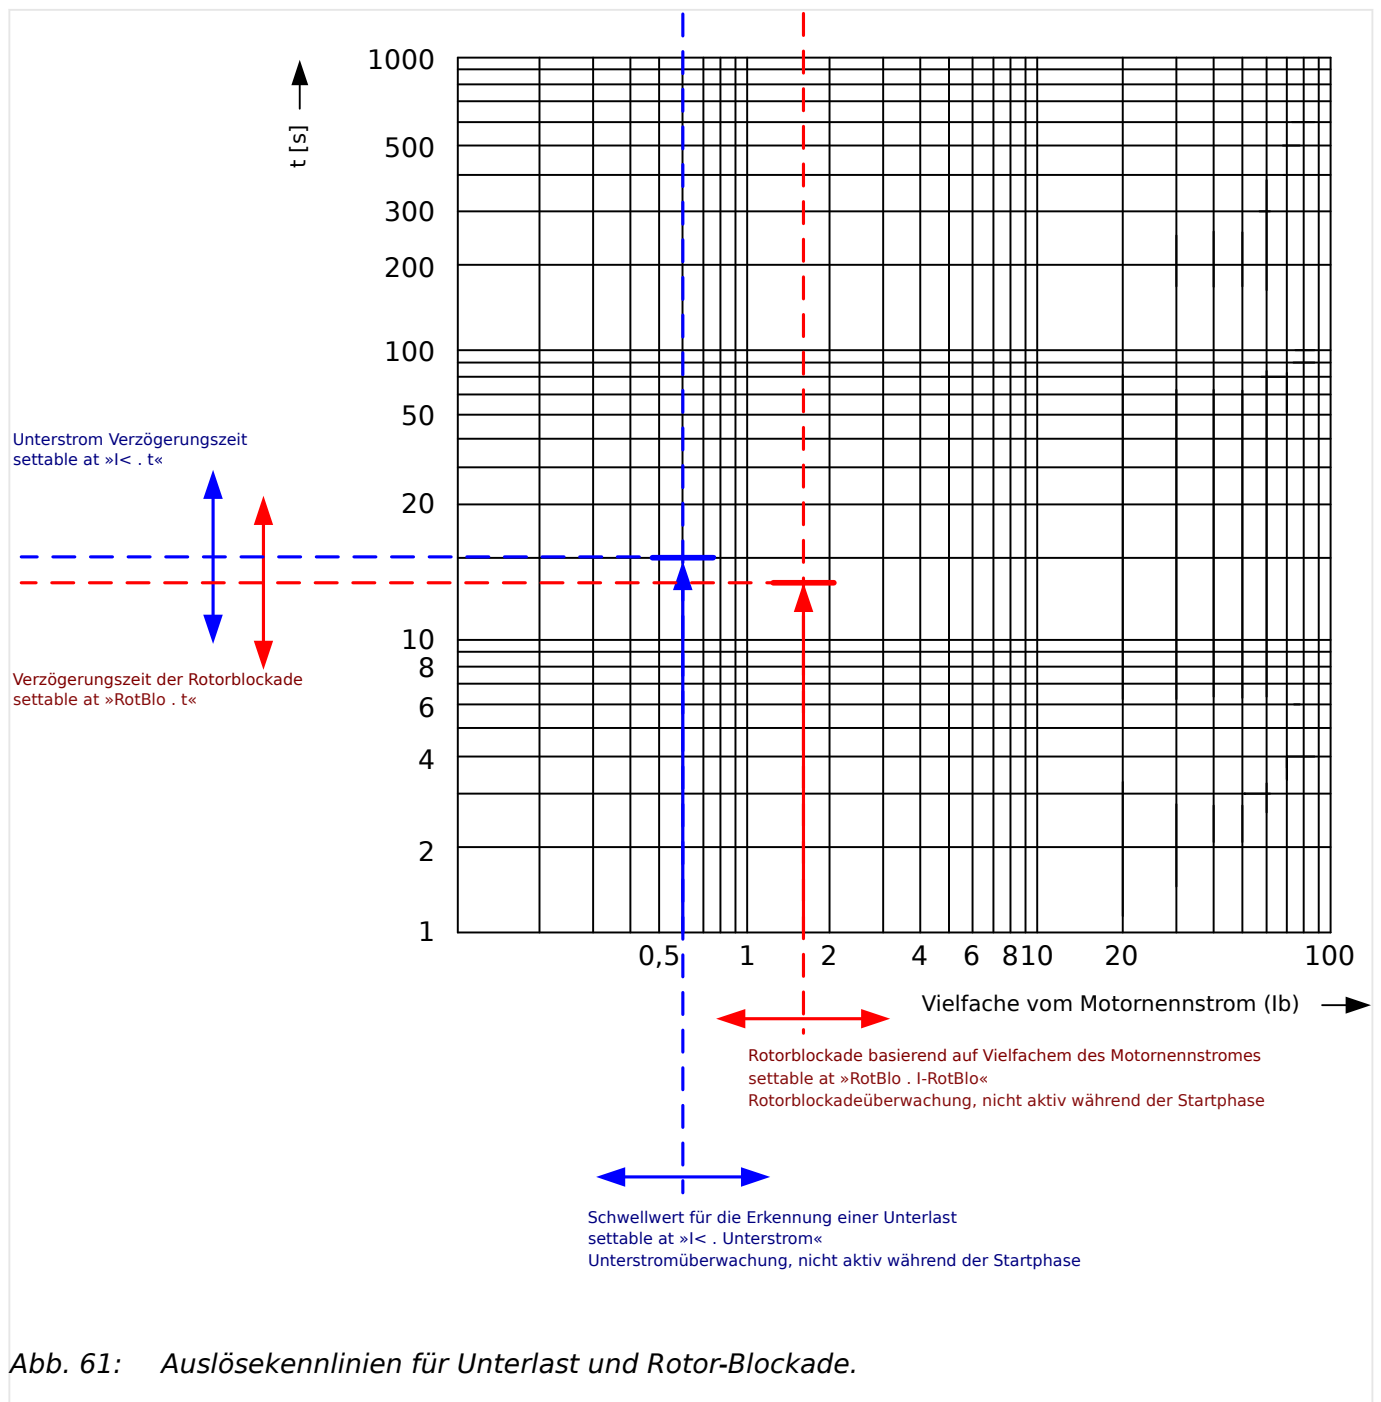 1000
t [s]
500
300
200
100
50
20
10
8
6
4
2
1
Unterstrom Verzögerungszeit
settable at »I< . t«
Verzögerungszeit der Rotorblockade
settable at »RotBlo . t«
0,5 1 2 4 6 8 10 20 100
Vielfache vom Motornennstrom (Ib)
Rotorblockade basierend auf Vielfachem des Motornennstromes
settable at »RotBlo . I-RotBlo«
Rotorblockadeüberwachung, nicht aktiv während der Startphase
Schwellwert für die Erkennung einer Unterlast
settable at »I< . Unterstrom«
Unterstromüberwachung, nicht aktiv während der Startphase
Abb. 61: Auslösekennlinien für Unterlast und Rotor-Blockade.